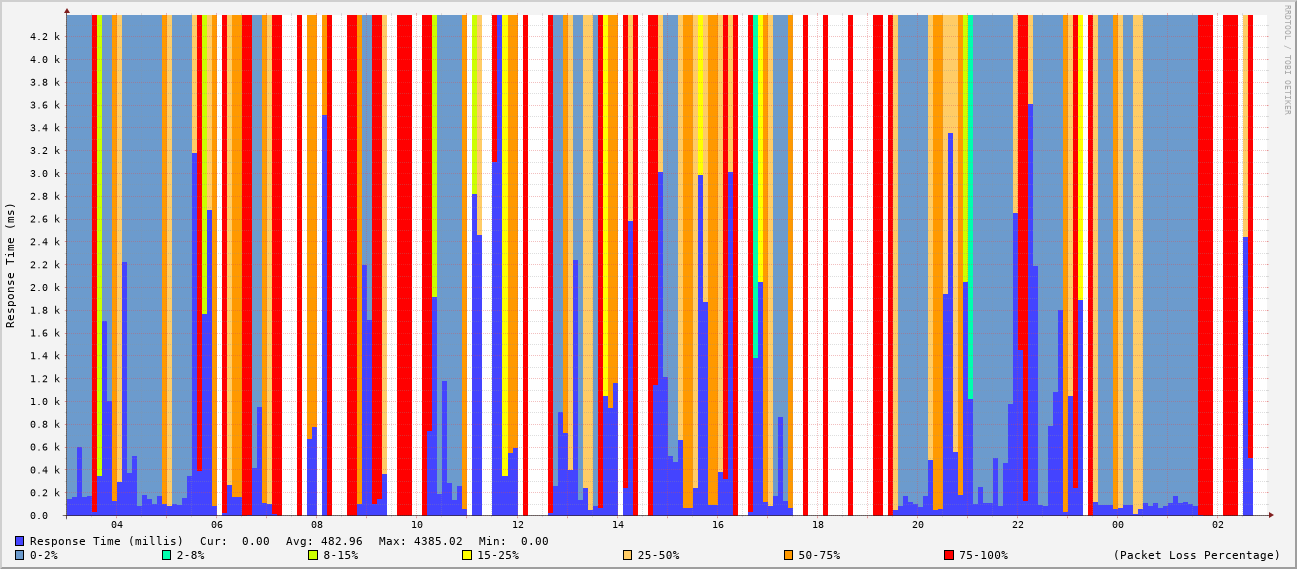 RRDTOOL / TOBI OETIKER
Response Time (ms)
4.2 k
4.0 k
3.8 k
3.6 k
3.4 k
3.2 k
3.0 k
2.8 k
2.6 k
2.4 k
2.2 k
2.0 k
1.8 k
1.6 k
1.4 k
1.2 k
1.0 k
0.8 k
0.6 k
0.4 k
0.2 k
0.0
04 06 08 10 12 14 16 18 20 22 00 02
Response Time (millis) Cur: 0.00 Avg: 482.96 Max: 4385.02 Min: 0.00
0-2% 2-8% 8-15% 15-25% 25-50% 50-75% 75-100% (Packet Loss Percentage)